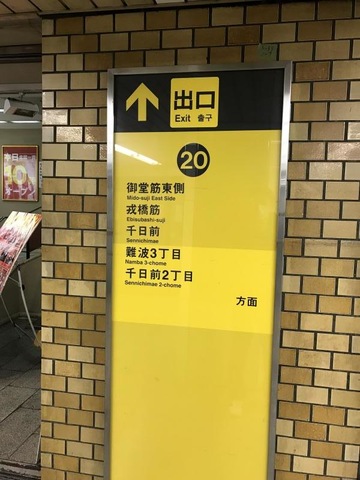 出口
Exit 출구
20
御堂筋東側
Mido-suji East Side
戎橋筋
Ebisubashi-suji
千日前
Sennichimae
難波3丁目
Namba 3-chome
千日前2丁目
Sennichimae 2-chome
方面
本日